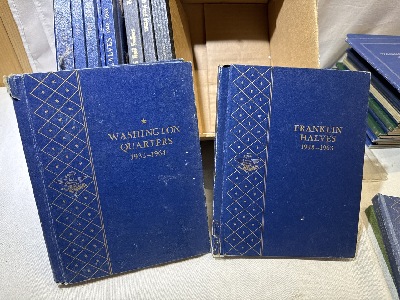 WASHINGTON
QUARTERS
1932-1964
FRANKLIN
HALVES
1948-1963